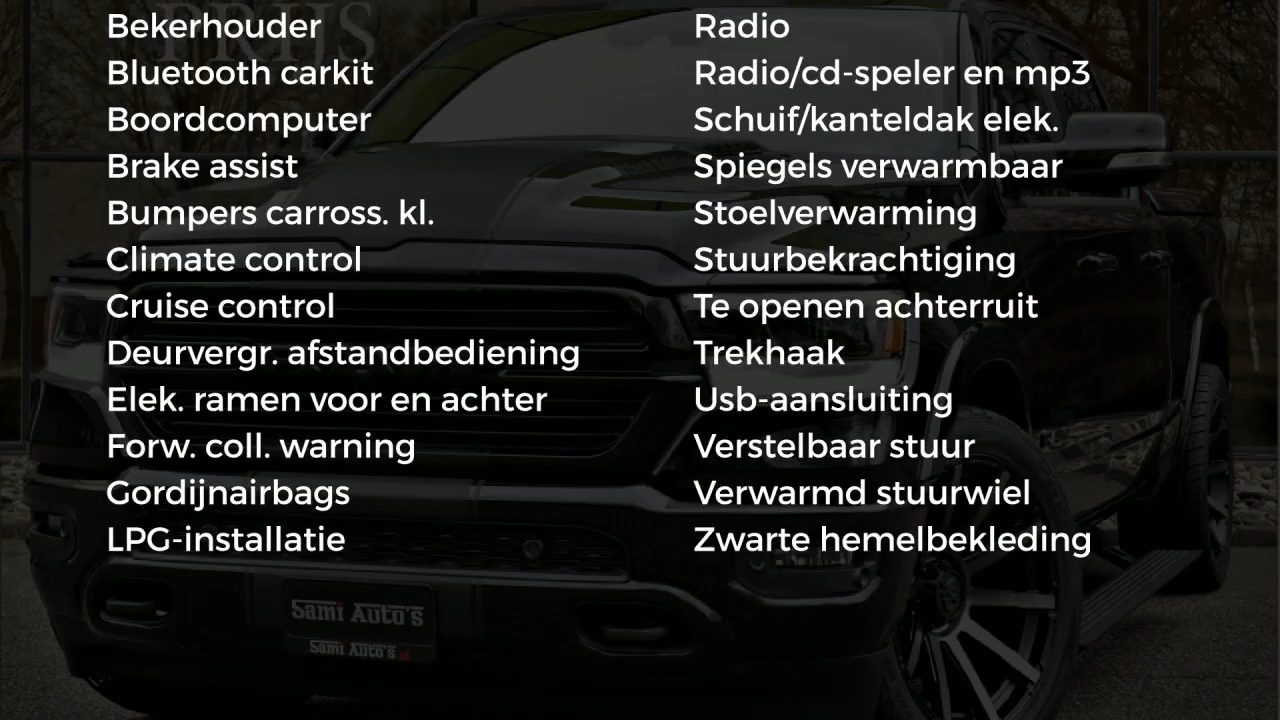 PRIJS
Bekerhouder
Bluetooth carkit
Boordcomputer
Brake assist
Bumpers carross. kl.
Climate control
Cruise control
Deurvergr. afstandbediening
Elek. ramen voor en achter
Forw. coll. warning
Gordijnairbags
LPG-installatie
Radio
Radio/cd-speler en mp3
Schuif/kanteldak elek.
Spiegels verwarmbaar
Stoelverwarming
Stuurbekrachtiging
Te openen achterruit
Trekhaak
Usb-aansluiting
Verstelbaar stuur
Verwarmd stuurwiel
Zwarte hemelbekleding
Sami Auto's
Sami Auto's.nl